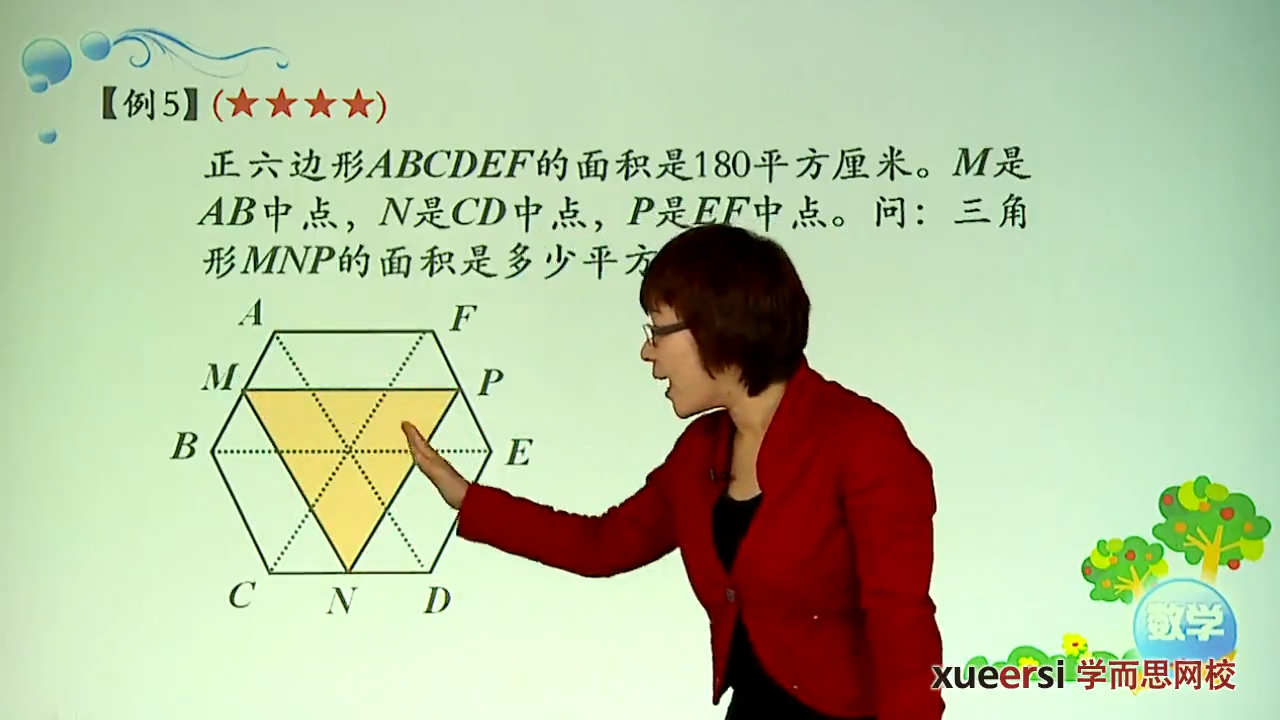 【例5】(★★★★)
正六边形ABCDEF的面积是180平方厘米。M是
AB中点，N是CD中点，P是EF中点。问：三角
形MNP的面积是多少平方
A
F
M
P
B
E
C
N
D
数学
xueersi 学而思网校